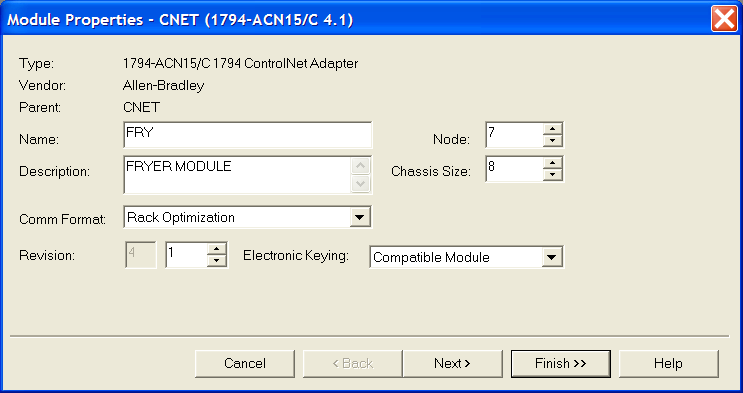 Module Properties - CNET (1794-ACN15/C 4.1)
Type: 1794-ACN15/C 1794 ControlNet Adapter
Vendor: Allen-Bradley
Parent: CNET
Name: FRY Node: 7
Description: FRYER MODULE Chassis Size: 8
Comm Format: Rack Optimization
Revision: 4 1 Electronic Keying: Compatible Module
Cancel < Back Next > Finish >> Help